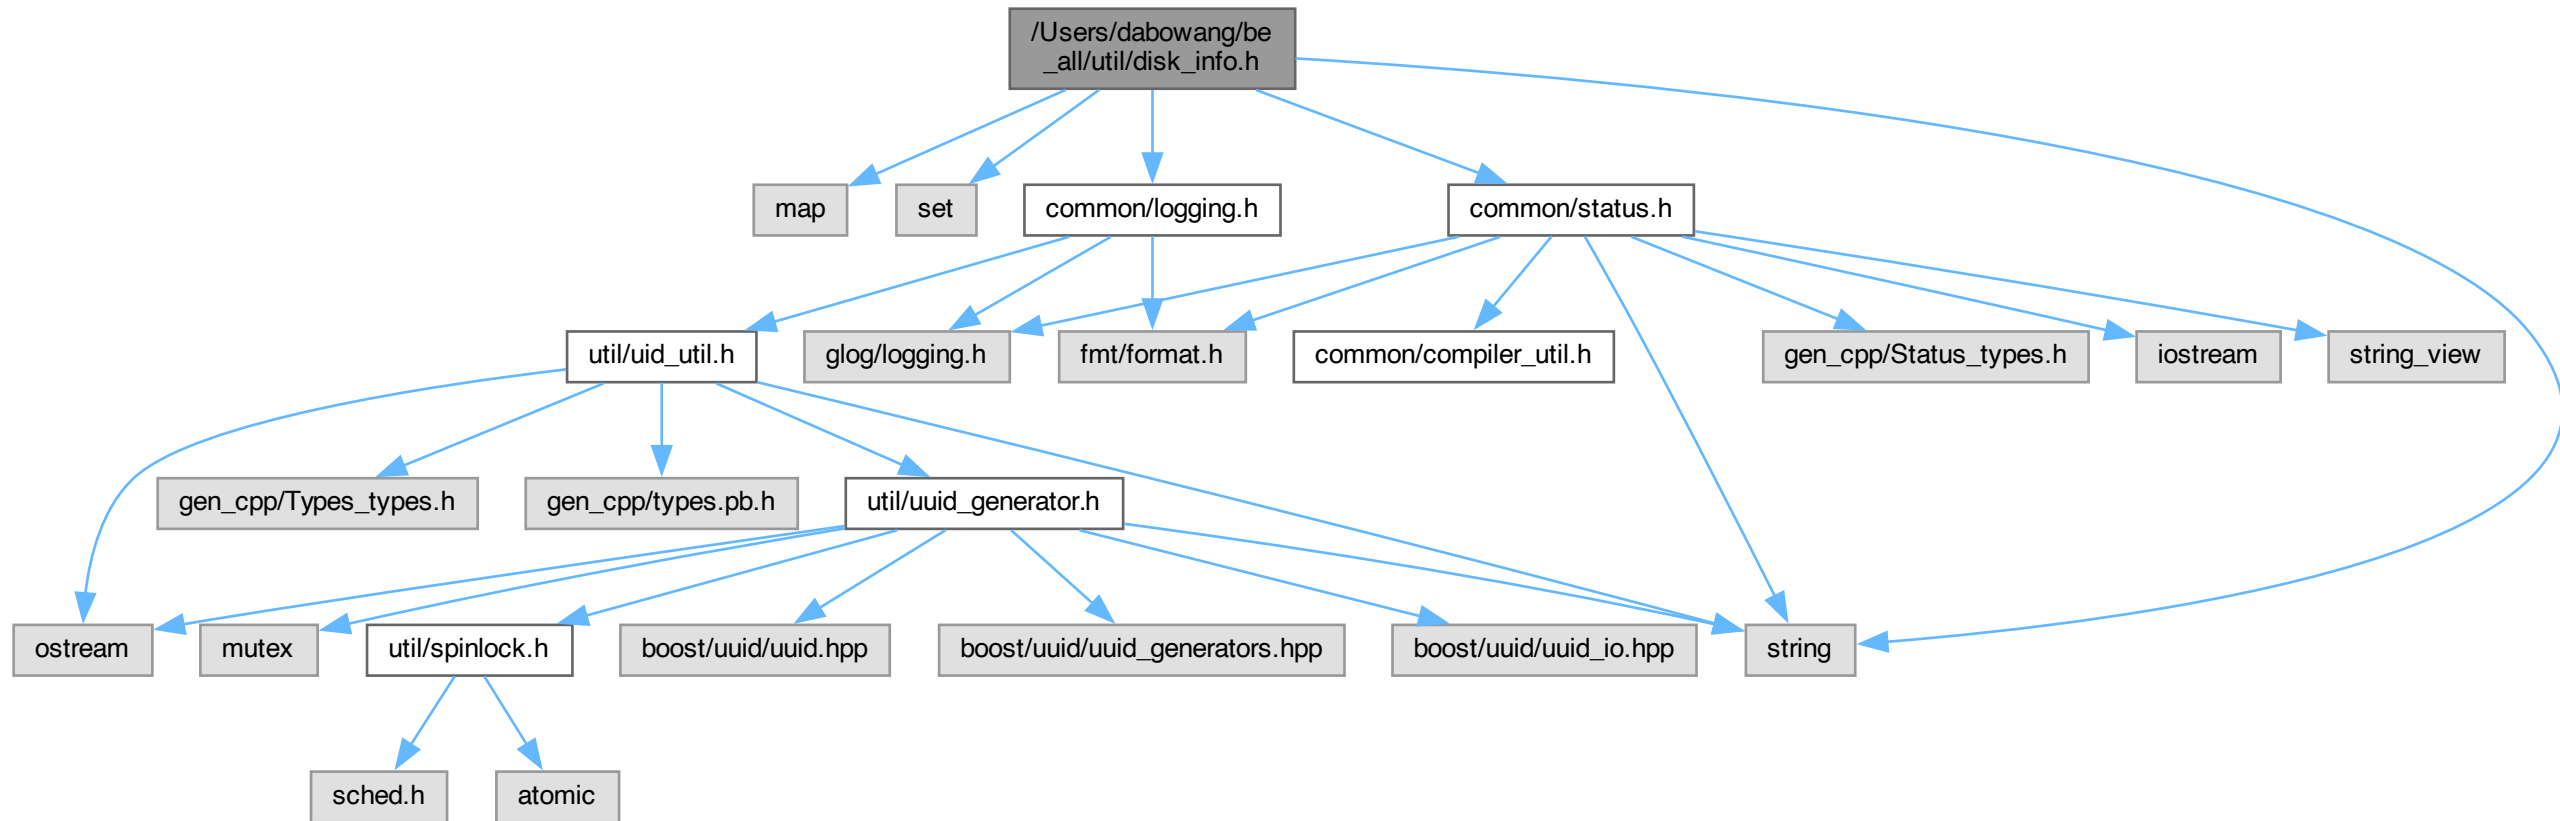 /Users/dabowang/be
_all/util/disk_info.h
map
set
common/logging.h
common/status.h
util/uid_util.h
glog/logging.h
fmt/format.h
common/compiler_util.h
gen_cpp/Status_types.h
iostream
string_view
gen_cpp/Types_types.h
gen_cpp/types.pb.h
util/uuid_generator.h
ostream
mutex
util/spinlock.h
boost/uuid/uuid.hpp
boost/uuid/uuid_generators.hpp
boost/uuid/uuid_io.hpp
string
sched.h
atomic